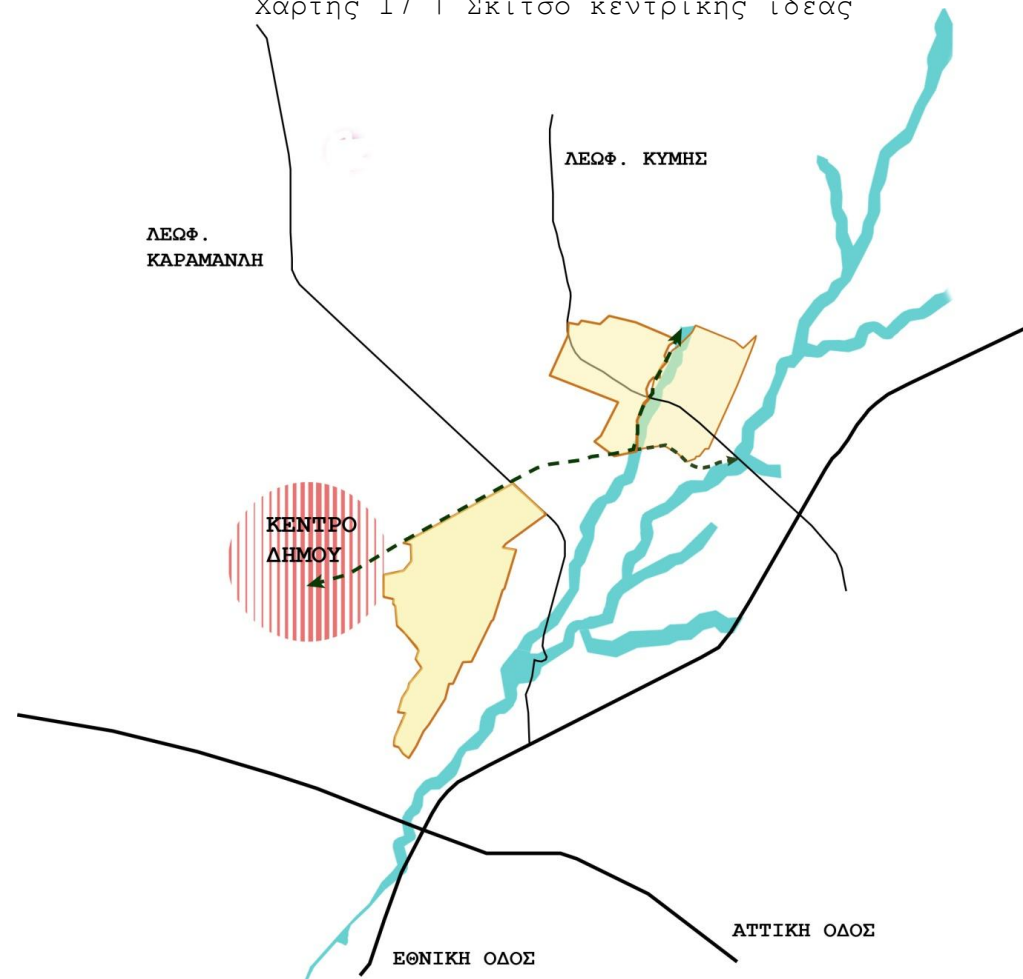 Χάρτης 17 | Σκίτσο κεντρικής ιδέας
ΛΕΩΦ. ΚΥΜΗΣ
ΛΕΩΦ.
ΚΑΡΑΜΑΝΛΗ
ΚΕΝΤΡΟ
ΔΗΜΟΥ
ΑΤΤΙΚΗ ΟΔΟΣ
ΕΘΝΙΚΗ ΟΔΟΣ